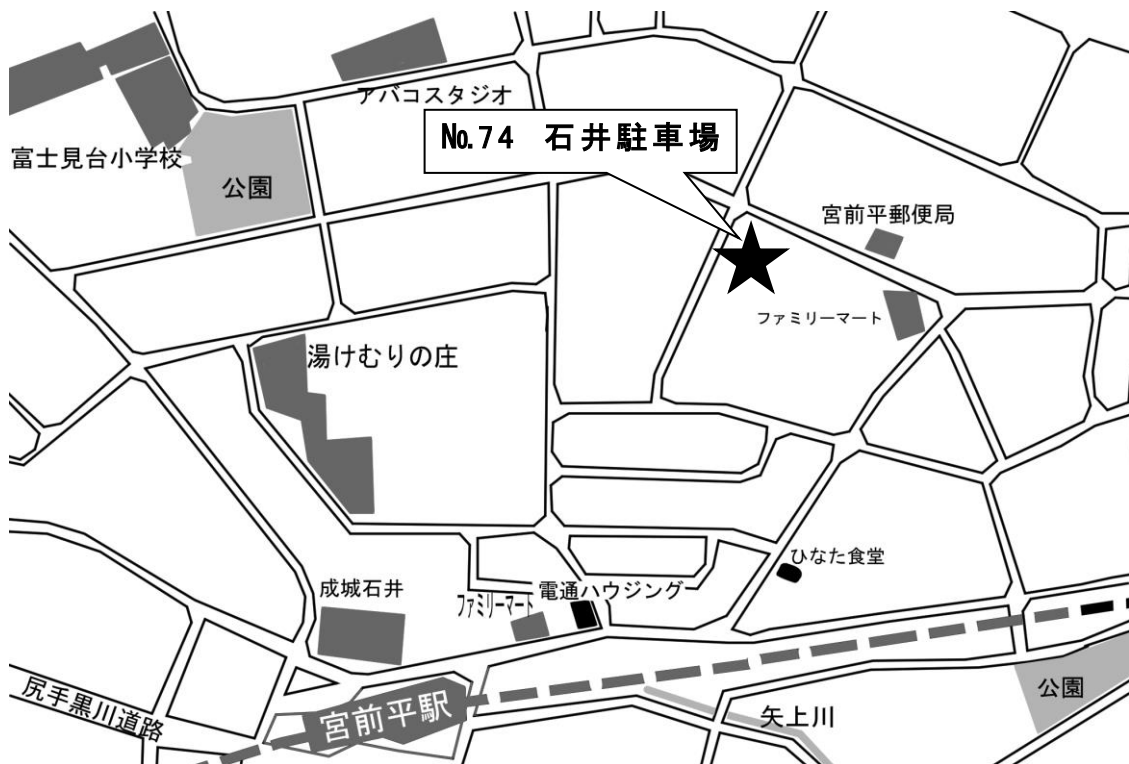 アバコスタジオ
№.74 石井駐車場
富士見台小学校
公園
宮前平郵便局
ファミリーマート
湯けむりの庄
ひなた食堂
成城石井
電通ハウジング
ファミリーマート
公園
尻手黒川道路
宮前平駅
矢上川